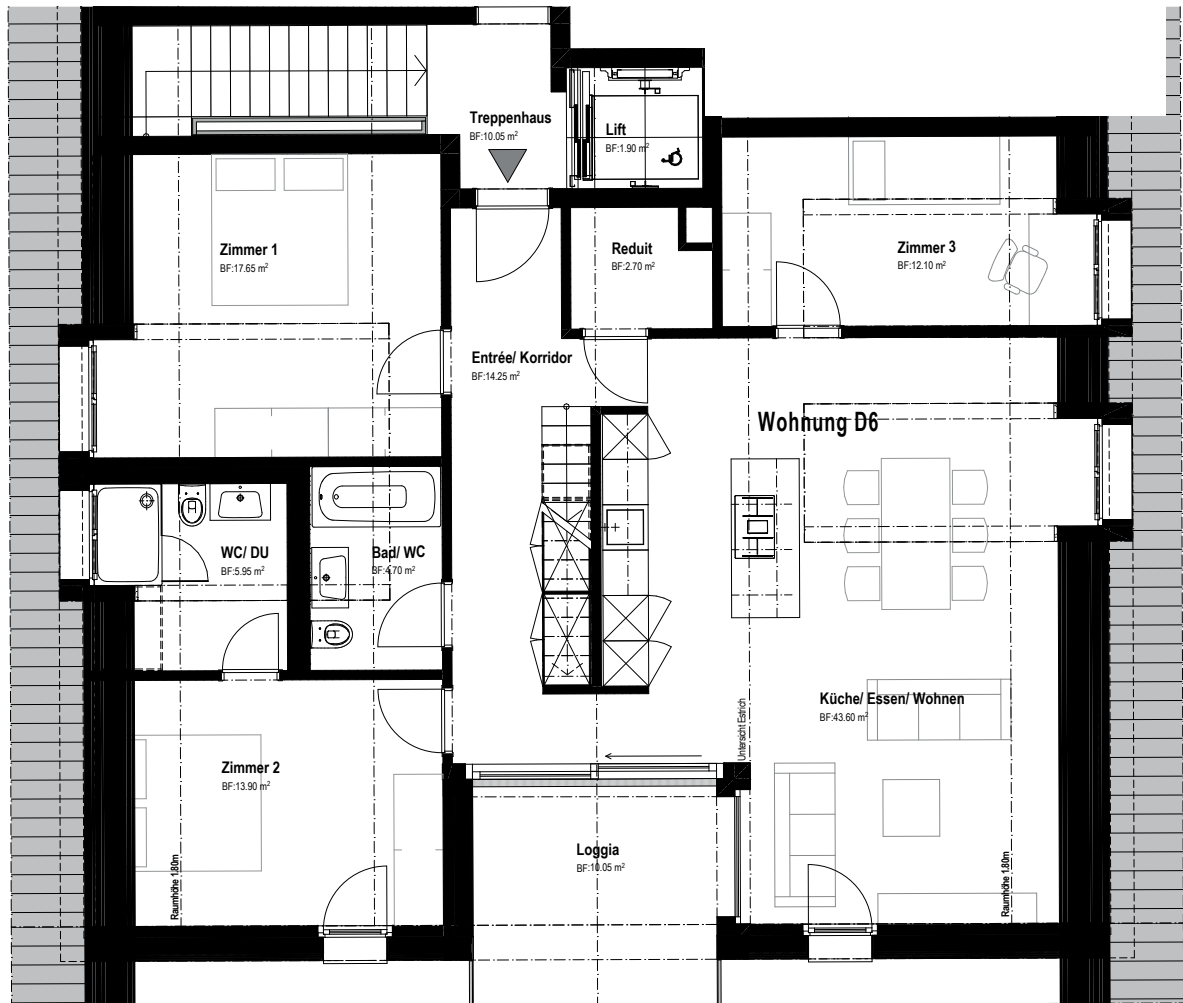 Treppenhaus
BF:10.05 m²
Lift
BF:1.90 m²
Zimmer 1
BF:17.65 m²
Reduit
BF:2.70 m²
Zimmer 3
BF:12.10 m²
Entrée/ Korridor
BF:14.25 m²
Wohnung D6
WC/ DU
BF:5.95 m²
Bad/ WC
BF:4.70 m²
Küche/ Essen/ Wohnen
BF:43.60 m²
Untersicht Estrich
Zimmer 2
BF:13.90 m²
Loggia
BF:10.05 m²
Raumhöhe 1.80m
Raumhöhe 1.80m